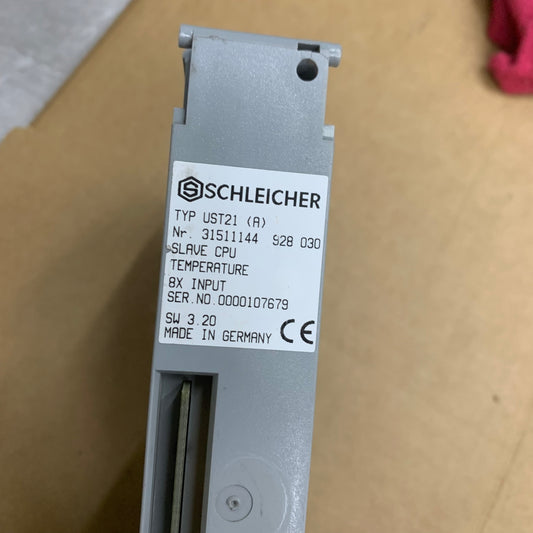 SCHLEICHER
TYP UST21 (A)
Nr. 31511144 928 030
SLAVE CPU
TEMPERATURE
8X INPUT
SER.NO.0000107679
SW 3.20
MADE IN GERMANY CE